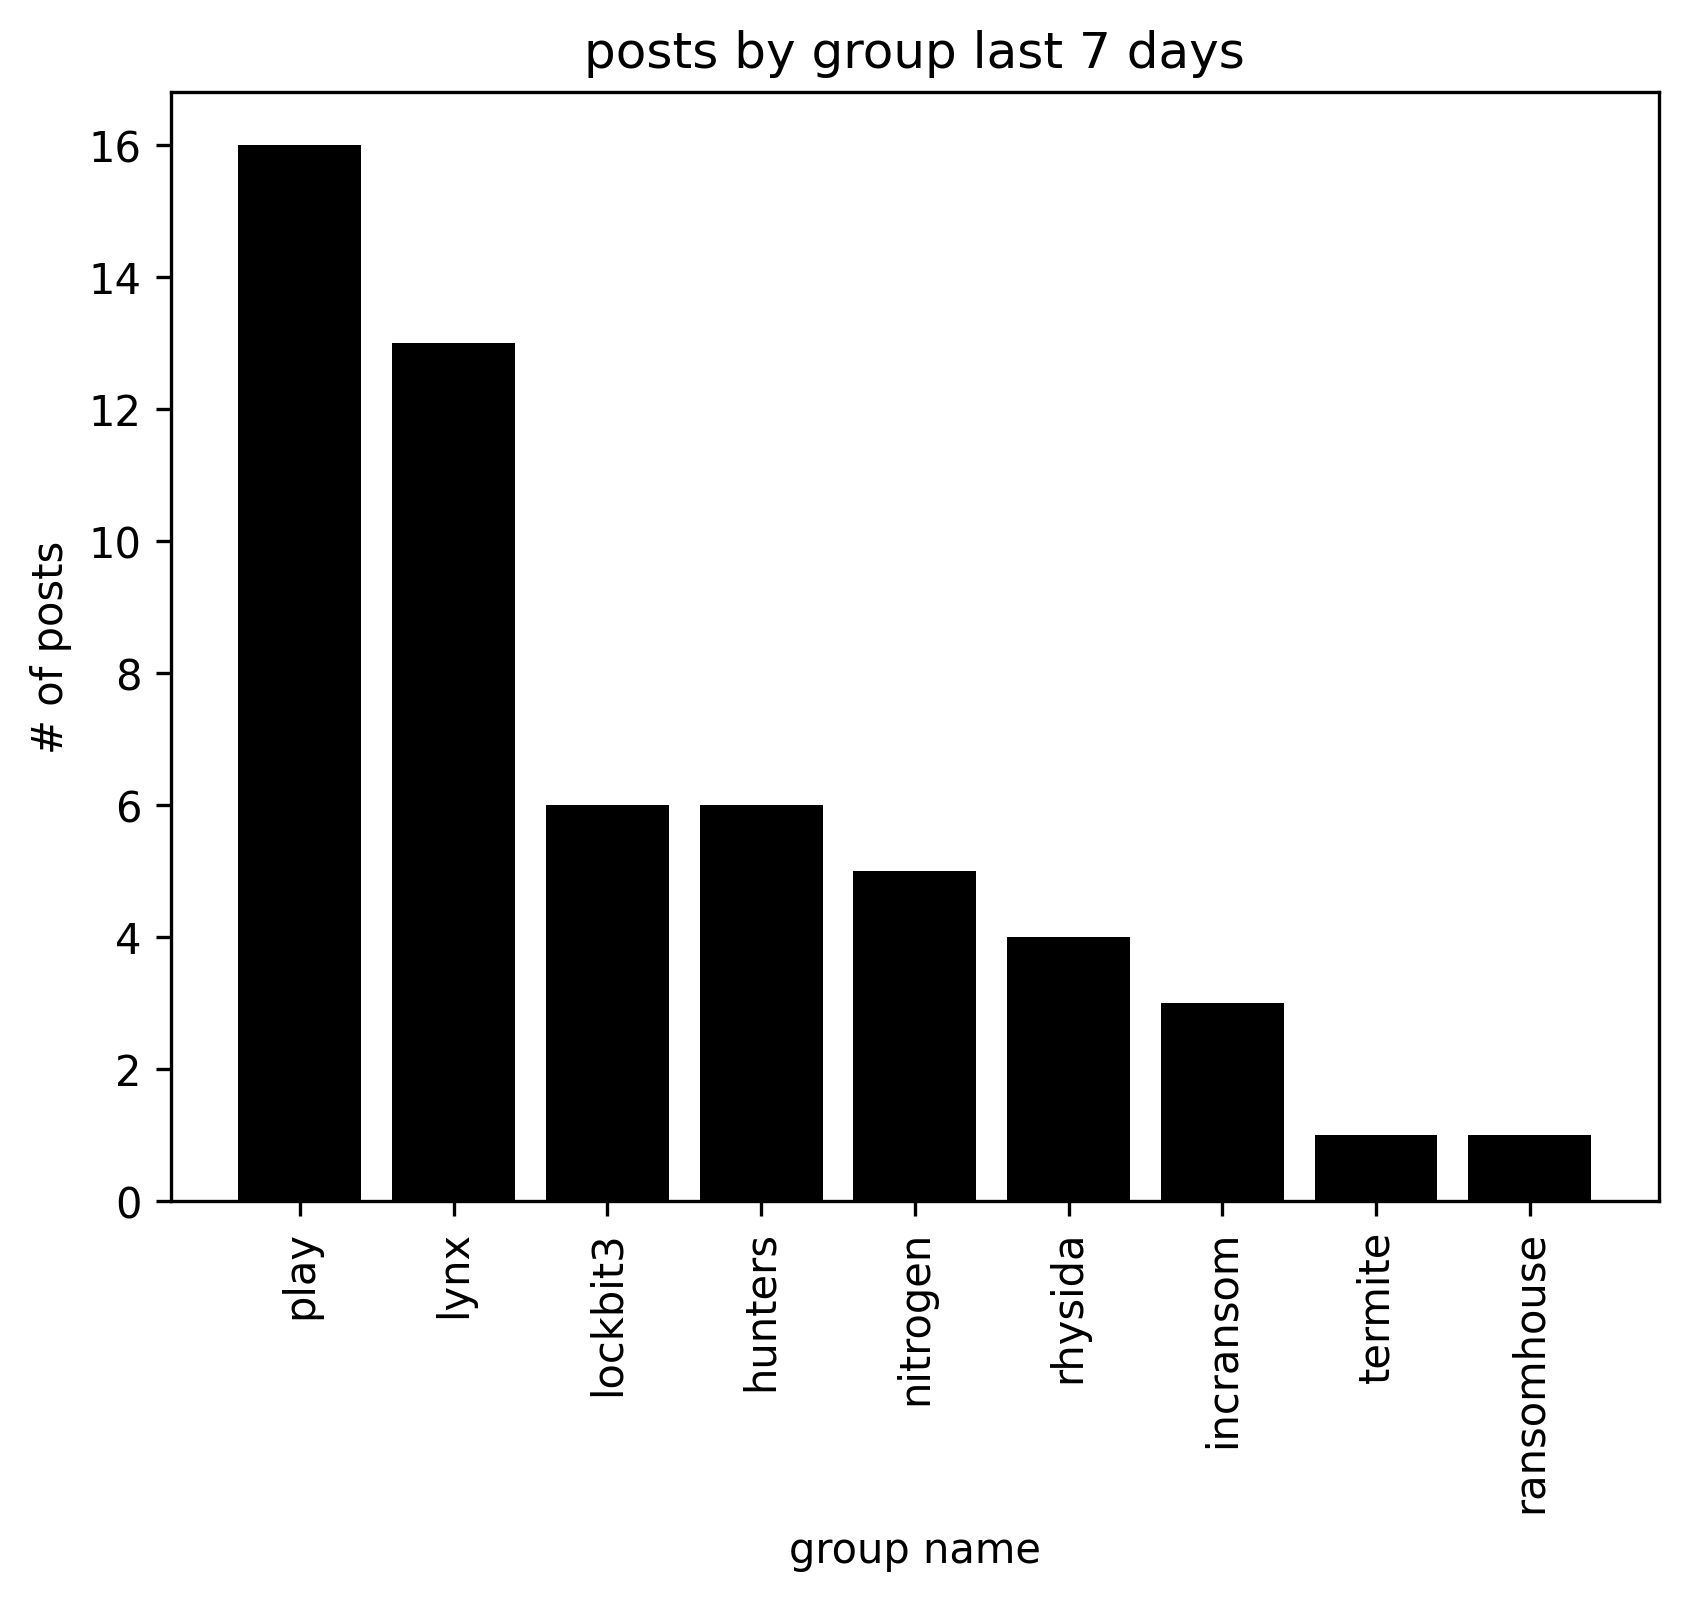 posts by group last 7 days
# of posts
16
14
12
10
8
6
4
2
0
play
lynx
lockbit3
hunters
nitrogen
rhysida
incransom
termite
ransomhouse
group name